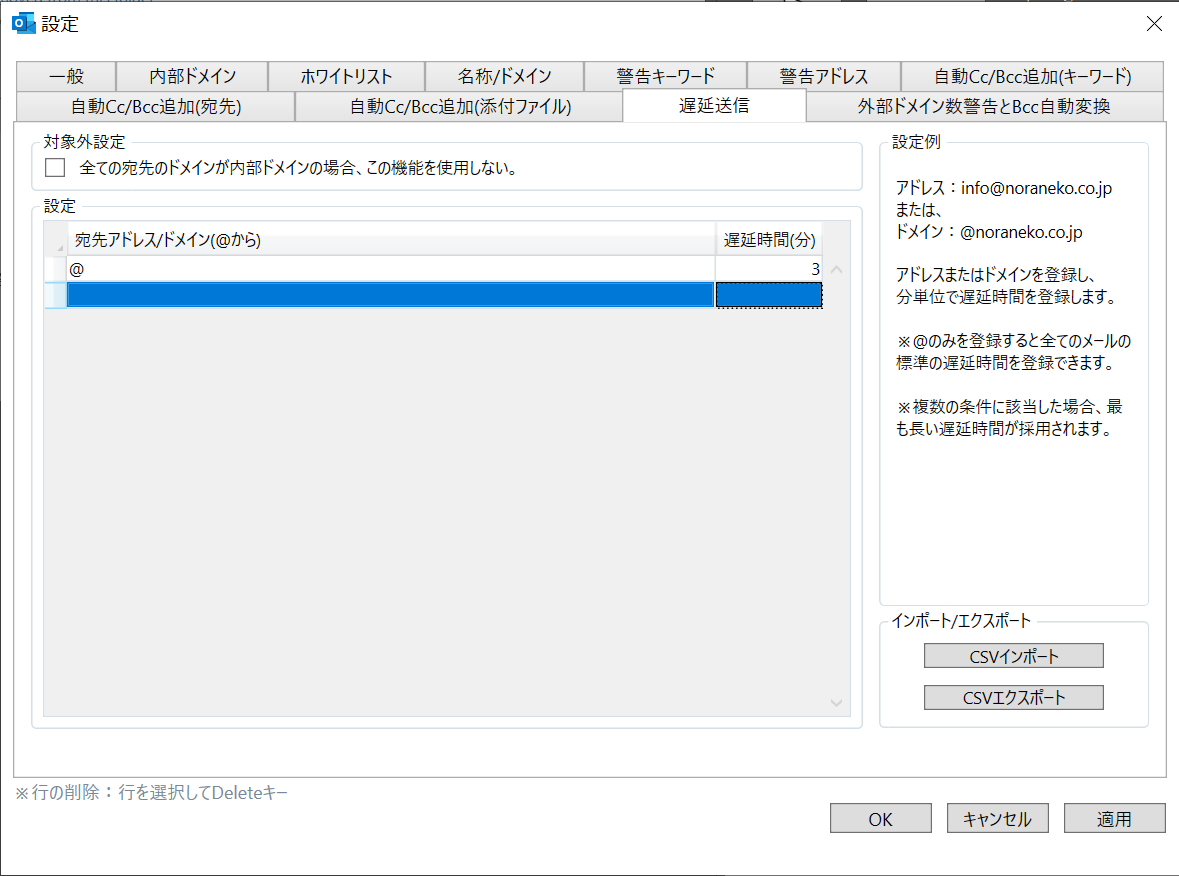 設定
一般 内部ドメイン ホワイトリスト 名称/ドメイン 警告キーワード 警告アドレス 自動Cc/Bcc追加(キーワード)
自動Cc/Bcc追加(宛先) 自動Cc/Bcc追加(添付ファイル) 遅延送信 外部ドメイン数警告とBcc自動変換
対象外設定
全ての宛先のドメインが内部ドメインの場合、この機能を使用しない。
設定
宛先アドレス/ドメイン(@から) 遅延時間(分)
@ 3
設定例
アドレス：info@noraneko.co.jp
または、
ドメイン：@noraneko.co.jp
アドレスまたはドメインを登録し、
分単位で遅延時間を登録します。
※@のみを登録すると全てのメールの
標準の遅延時間を登録できます。
※複数の条件に該当した場合、最
も長い遅延時間が採用されます。
インポート/エクスポート
CSVインポート
CSVエクスポート
※行の削除：行を選択してDeleteキー
OK キャンセル 適用